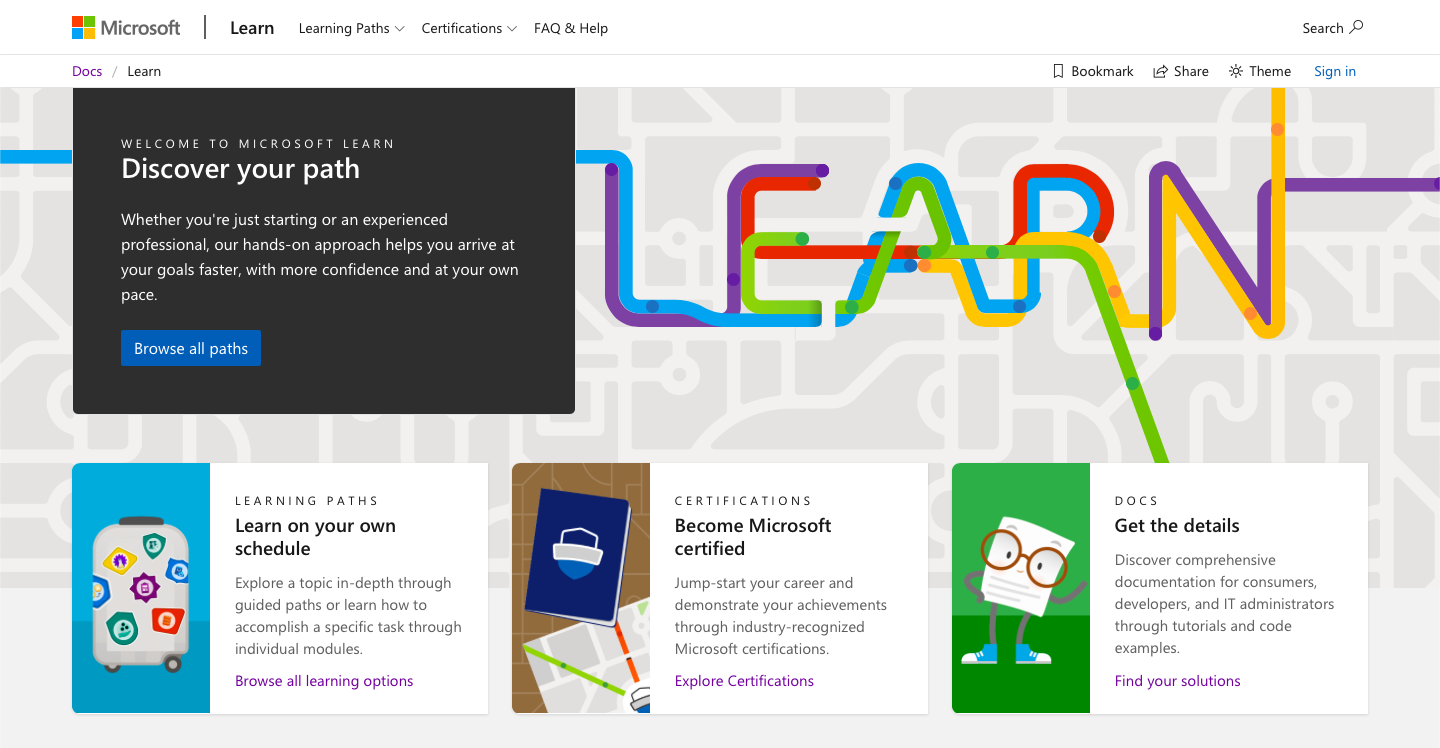 Microsoft Learn Learning Paths Certifications FAQ & Help Search
Docs / Learn Bookmark Share Theme Sign in
WELCOME TO MICROSOFT LEARN
Discover your path
Whether you're just starting or an experienced
professional, our hands-on approach helps you arrive at
your goals faster, with more confidence and at your own
pace.
Browse all paths
LEARN
LEARNING PATHS
Learn on your own
schedule
Explore a topic in-depth through
guided paths or learn how to
accomplish a specific task through
individual modules.
Browse all learning options
CERTIFICATIONS
Become Microsoft
certified
Jump-start your career and
demonstrate your achievements
through industry-recognized
Microsoft certifications.
Explore Certifications
DOCS
Get the details
Discover comprehensive
documentation for consumers,
developers, and IT administrators
through tutorials and code
examples.
Find your solutions